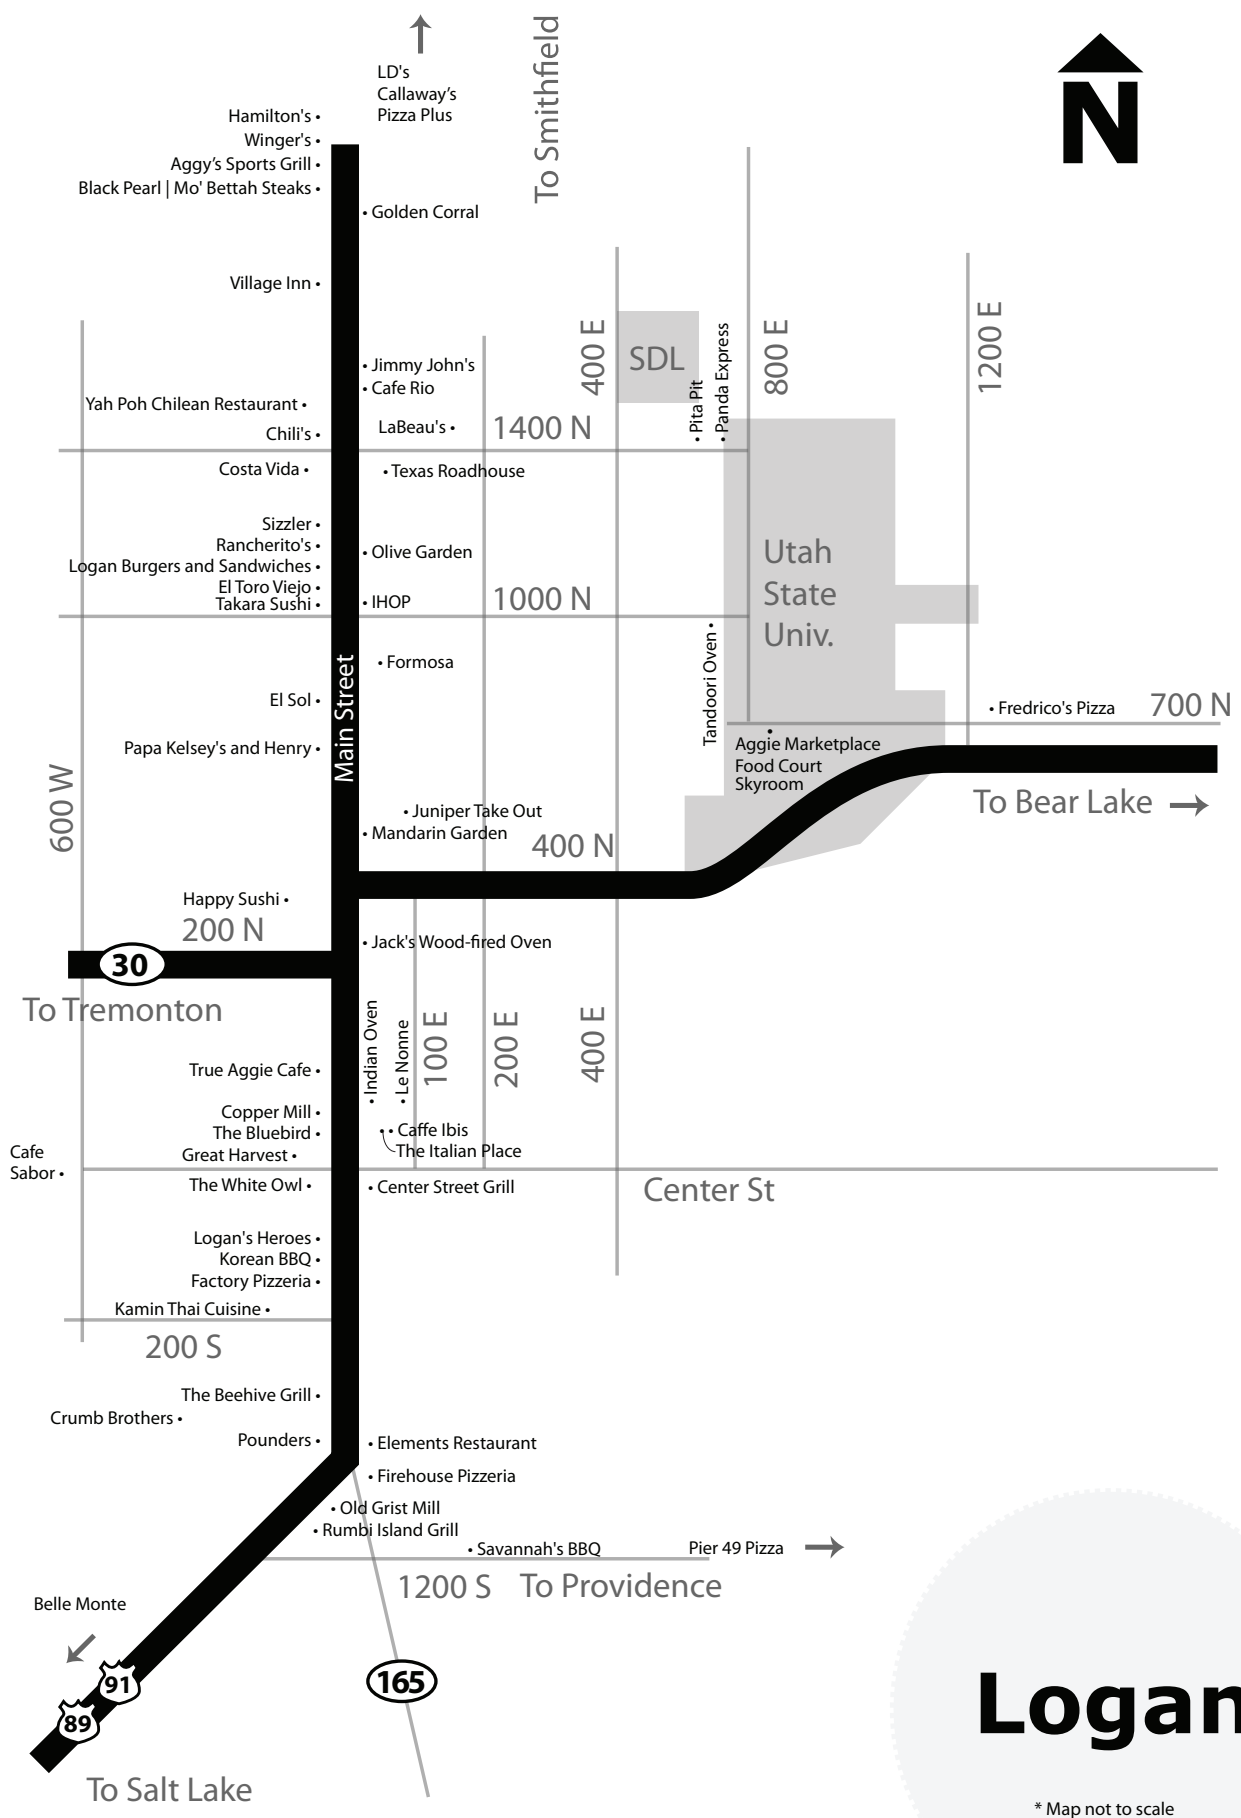 To Smithfield
N
LD's
Callaway’s
Pizza Plus
Hamilton's
Winger's
Aggy’s Sports Grill
Black Pearl | Mo' Bettah Steaks
Golden Corral
Village Inn
Jimmy John's
Cafe Rio
400 E
SDL
Pita Pit
Panda Express
800 E
1200 E
Yah Poh Chilean Restaurant
Chili's
LaBeau's
1400 N
Costa Vida
Texas Roadhouse
Sizzler
Rancherito's
Logan Burgers and Sandwiches
El Toro Viejo
Takara Sushi
Olive Garden
IHOP
1000 N
Utah
State
Univ.
Main Street
Formosa
Tandoori Oven
El Sol
Fredrico's Pizza
700 N
Papa Kelsey's and Henry
Aggie Marketplace
Food Court
Skyroom
600 W
To Bear Lake
Juniper Take Out
Mandarin Garden
400 N
Happy Sushi
200 N
Jack's Wood-fired Oven
30
To Tremonton
Indian Oven
Le Nonne
100 E
200 E
400 E
True Aggie Cafe
Copper Mill
The Bluebird
Great Harvest
Caffe Ibis
The Italian Place
Cafe
Sabor
The White Owl
Center Street Grill
Center St
Logan's Heroes
Korean BBQ
Factory Pizzeria
Kamin Thai Cuisine
200 S
The Beehive Grill
Crumb Brothers
Pounders
Elements Restaurant
Firehouse Pizzeria
Old Grist Mill
Rumbi Island Grill
Savannah's BBQ
Pier 49 Pizza
1200 S
To Providence
Belle Monte
91
89
165
To Salt Lake
Logan
* Map not to scale